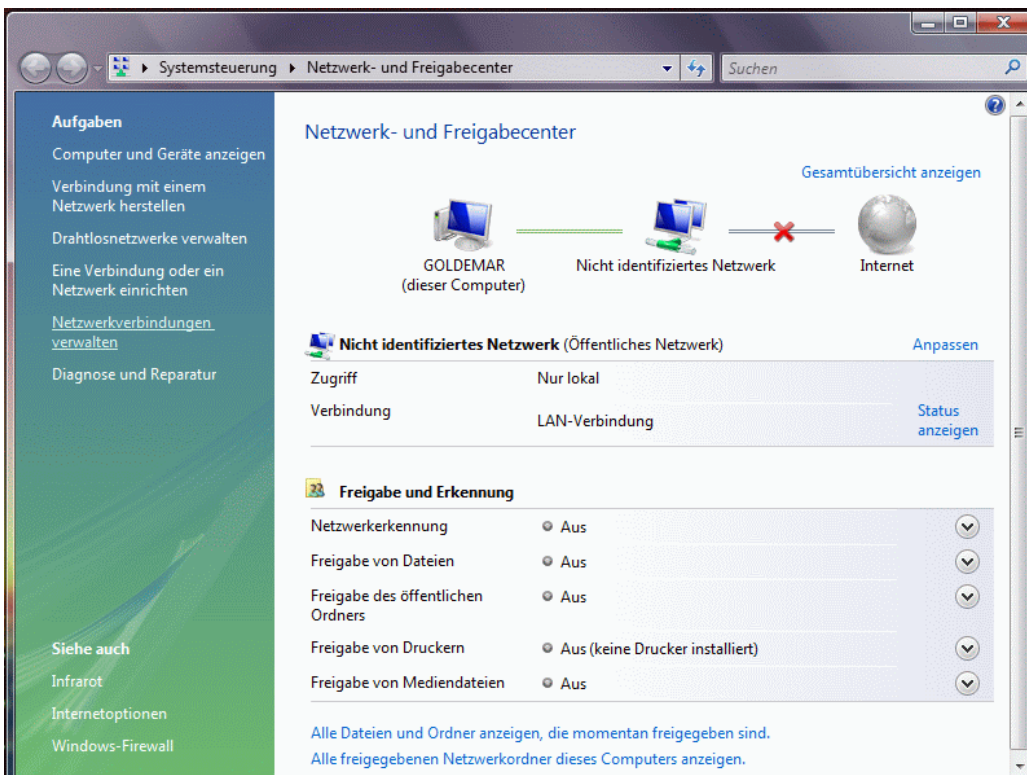 Systemsteuerung
Netzwerk- und Freigabecenter
Suchen
Aufgaben
Computer und Geräte anzeigen
Verbindung mit einem
Netzwerk herstellen
Drahtlosnetzwerke verwalten
Eine Verbindung oder ein
Netzwerk einrichten
Netzwerkverbindungen
verwalten
Diagnose und Reparatur
Siehe auch
Infrarot
Internetoptionen
Windows-Firewall
Netzwerk- und Freigabecenter
Gesamtübersicht anzeigen
GOLDEMAR
(dieser Computer)
Nicht identifiziertes Netzwerk
Internet
Nicht identifiziertes Netzwerk (Öffentliches Netzwerk) Anpassen
Zugriff Nur lokal
Verbindung LAN-Verbindung Status
anzeigen
Freigabe und Erkennung
Netzwerkerkennung Aus
Freigabe von Dateien Aus
Freigabe des öffentlichen Aus
Ordners
Freigabe von Druckern Aus (keine Drucker installiert)
Freigabe von Mediendateien Aus
Alle Dateien und Ordner anzeigen, die momentan freigegeben sind.
Alle freigegebenen Netzwerkordner dieses Computers anzeigen.